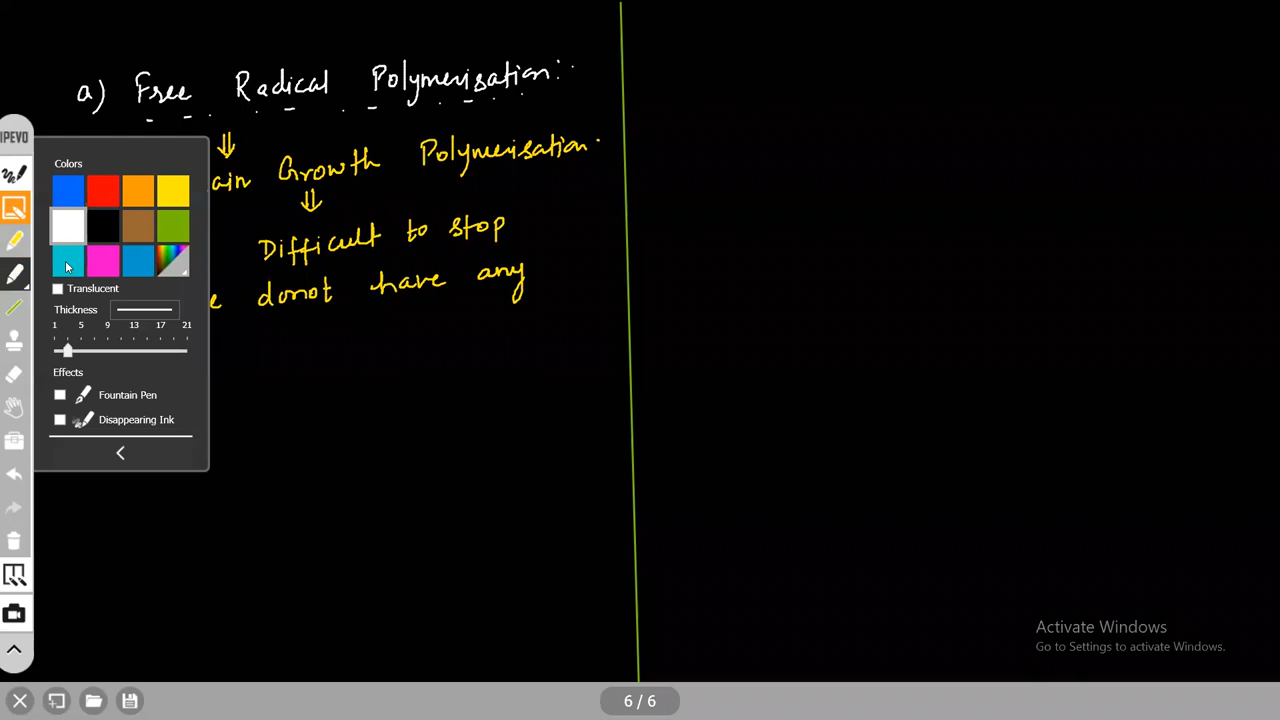 a) Free Radical Polymerisation:
ain Growth Polymerisation.
Difficult to stop
e donot have any
IPEVO
Colors
Translucent
Thickness
1 5 9 13 17 21
Effects
Fountain Pen
Disappearing Ink
Activate Windows
Go to Settings to activate Windows.
6 / 6